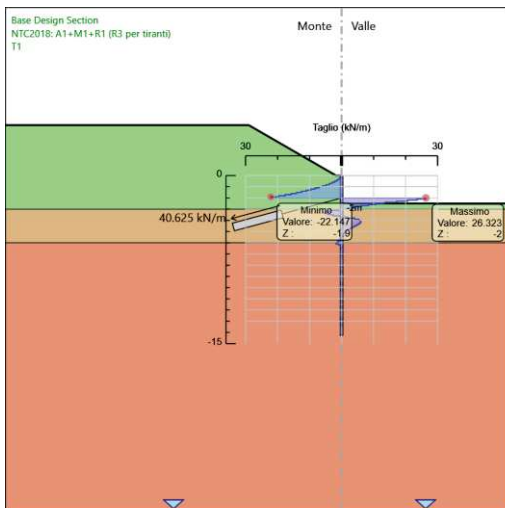 Base Design Section
NTC2018: A1+M1+R1 (R3 per tiranti)
T1
Monte
Valle
Taglio (kN/m)
30
30
0
-2m
40.625 kN/m
Minimo
Valore: -22.147
Z : -1.9
Massimo
Valore: 26.323
Z : -2
-15